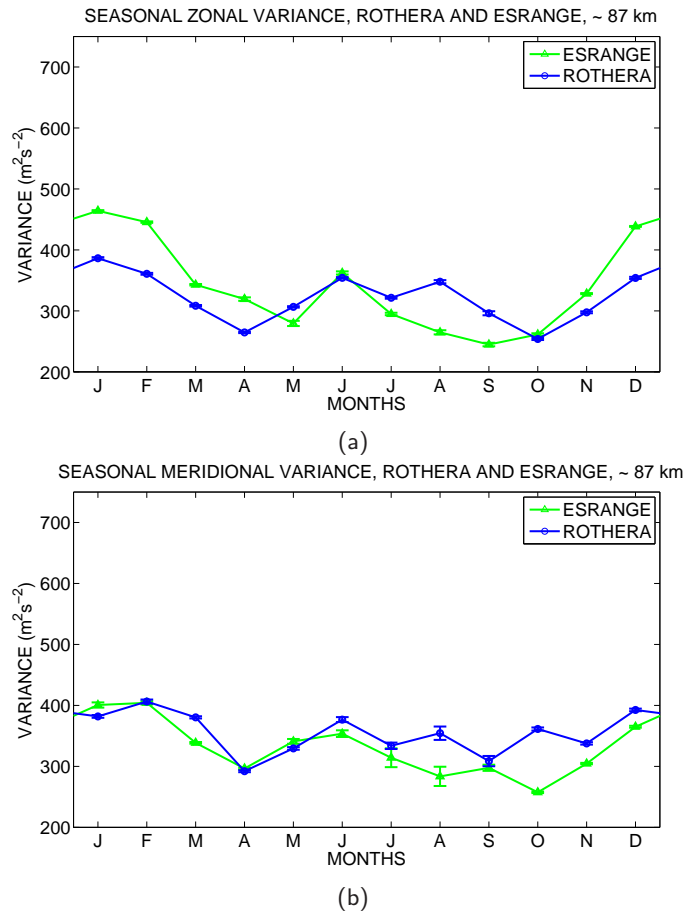 SEASONAL ZONAL VARIANCE, ROTHERA AND ESRANGE, ~ 87 km
700
600
500
400
300
200
VARIANCE (m²s⁻²)
ESRANGE
ROTHERA
J F M A M J J A S O N D
MONTHS
(a)
SEASONAL MERIDIONAL VARIANCE, ROTHERA AND ESRANGE, ~ 87 km
700
600
500
400
300
200
VARIANCE (m²s⁻²)
ESRANGE
ROTHERA
J F M A M J J A S O N D
MONTHS
(b)